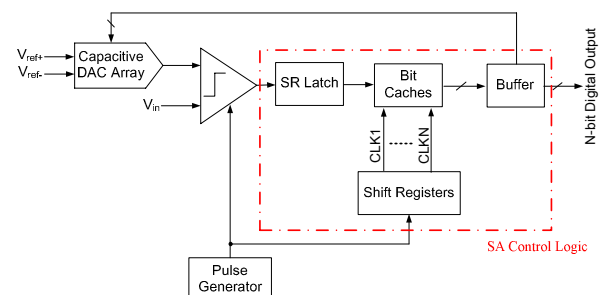 Vref+
Vref-
Capacitive
DAC Array
Vin
SR Latch
Bit
Caches
Buffer
N-bit Digital Output
CLK1
CLKN
Shift Registers
SA Control Logic
Pulse
Generator